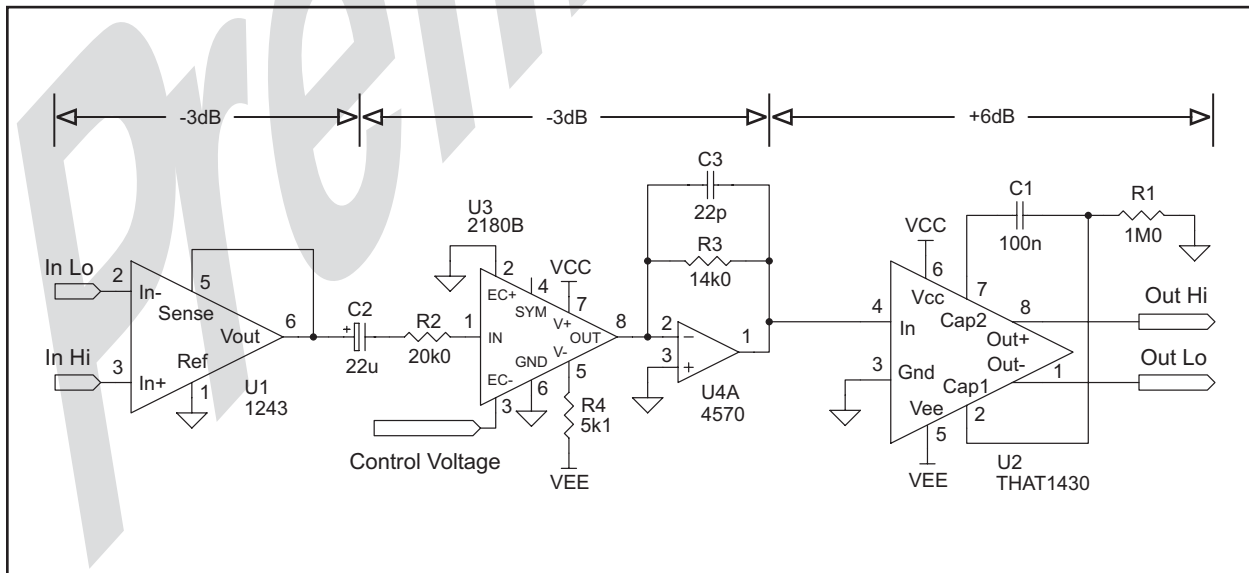 Prelim
-3dB
-3dB
+6dB
C3
22p
R3
14k0
U3
2180B
VCC
C1
100n
R1
1M0
VCC
In Lo
2
In-
5
Sense
Vout
6
In Hi
3
In+
Ref
1
U1
1243
C2
+
22u
R2
20k0
1
IN
2
EC+
4
SYM
7
V+
OUT
8
GND
V-
EC-
6
5
3
R4
5k1
VEE
Control Voltage
2
3
−
+
1
U4A
4570
4
In
3
Gnd
6
Vcc
7
Cap2
8
Out+
Out-
1
Cap1
Vee
5
2
Out Hi
Out Lo
VEE
U2
THAT1430